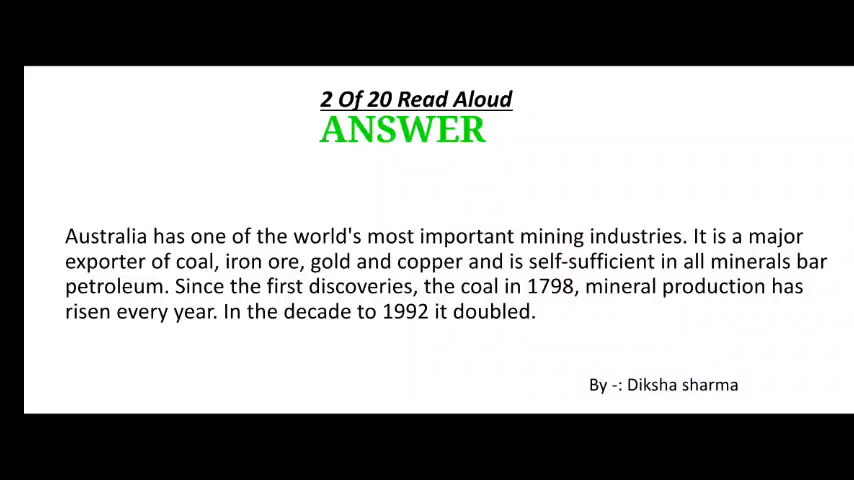 2 Of 20 Read Aloud
ANSWER
Australia has one of the world's most important mining industries. It is a major
exporter of coal, iron ore, gold and copper and is self-sufficient in all minerals bar
petroleum. Since the first discoveries, the coal in 1798, mineral production has
risen every year. In the decade to 1992 it doubled.
By -: Diksha sharma